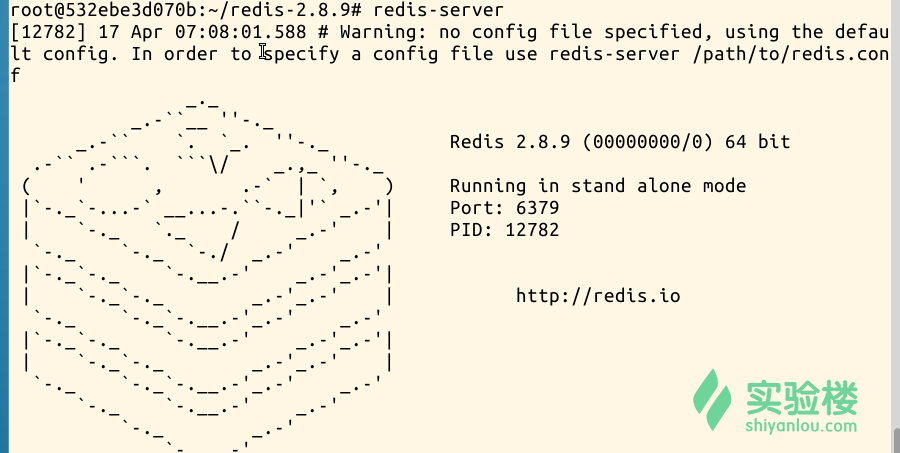 root@532ebe3d070b:~/redis-2.8.9# redis-server
[12782] 17 Apr 07:08:01.588 # Warning: no config file specified, using the defau
lt config. In order to specify a config file use redis-server /path/to/redis.con
f
Redis 2.8.9 (00000000/0) 64 bit
Running in stand alone mode
Port: 6379
PID: 12782
http://redis.io
实验楼
shiyanlou.com